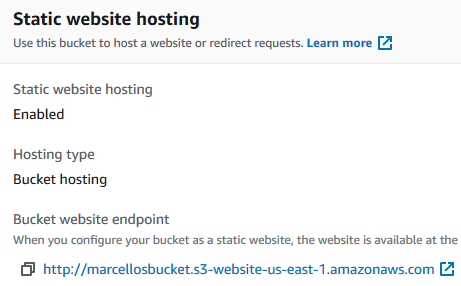 Static website hosting
Use this bucket to host a website or redirect requests. Learn more
Static website hosting
Enabled
Hosting type
Bucket hosting
Bucket website endpoint
When you configure your bucket as a static website, the website is available at the
http://marcellosbucket.s3-website-us-east-1.amazonaws.com